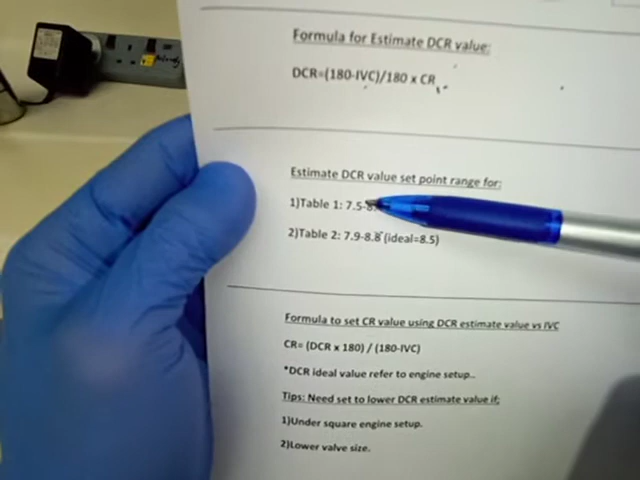 Formula for Estimate DCR value:
DCR=(180-IVC)/180 x CR
Estimate DCR value set point range for:
1)Table 1: 7.5-8
2)Table 2: 7.9-8.8 (ideal=8.5)
Formula to set CR value using DCR estimate value vs IVC
CR= (DCR x 180) / (180-IVC)
*DCR ideal value refer to engine setup..
Tips: Need set to lower DCR estimate value if;
1)Under square engine setup.
2)Lower valve size.